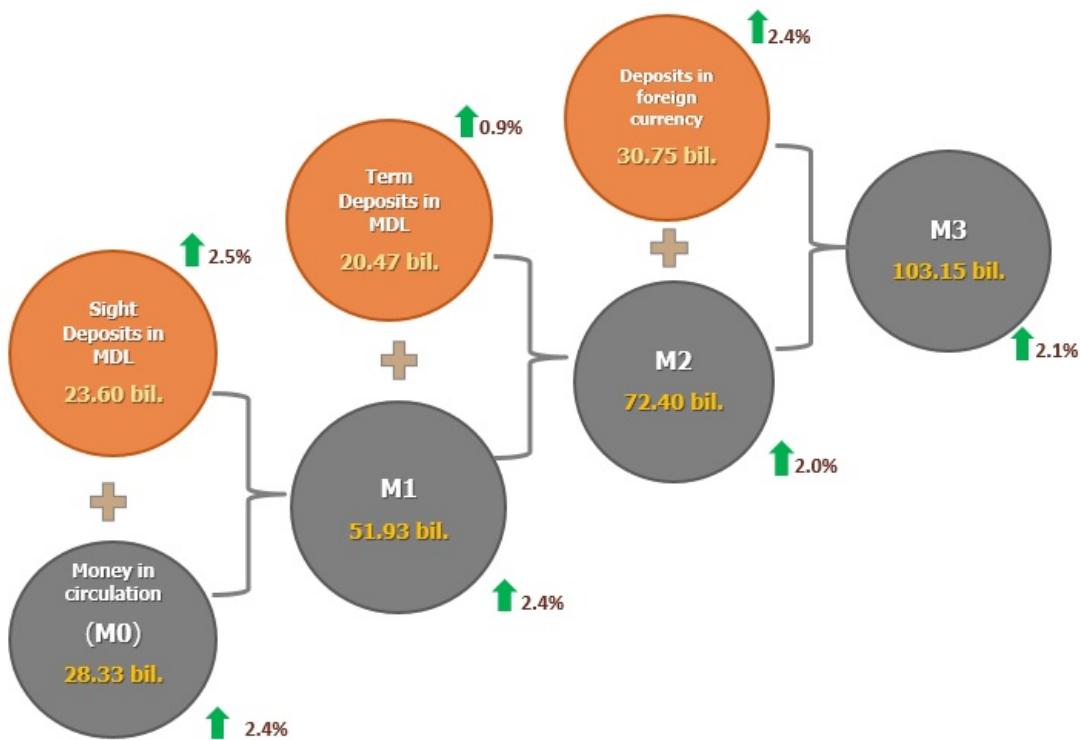 2.5%
Sight
Deposits in
MDL
23.60 bil.
Money in
circulation
(M0)
28.33 bil.
2.4%
0.9%
Term
Deposits in
MDL
20.47 bil.
M1
51.93 bil.
2.4%
2.4%
Deposits in
foreign
currency
30.75 bil.
M2
72.40 bil.
2.0%
M3
103.15 bil.
2.1%